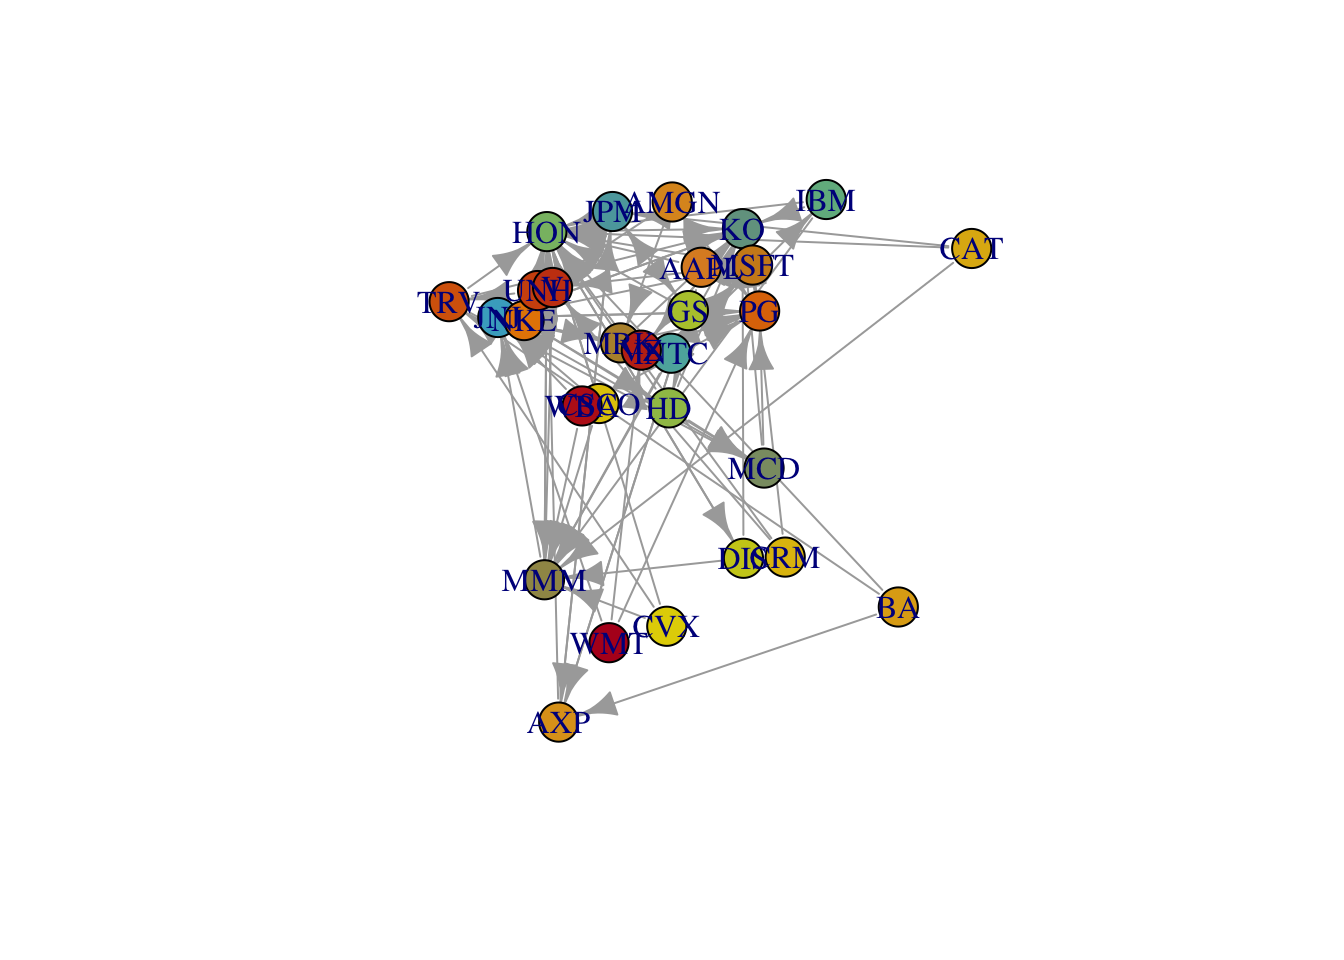 IBM
JPM
AMGN
KO
HON
CAT
AAPL
MSFT
UNH
V
TRV
GS
PG
JNJ
NKE
MRK
VZ
INTC
WBA
CSCO
HD
MCD
DIS
CRM
MMM
BA
CVX
WMT
AXP